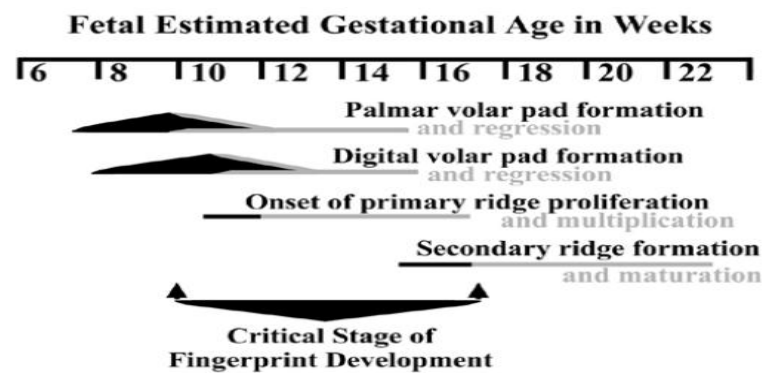 Fetal Estimated Gestational Age in Weeks
6 8 10 12 14 16 18 20 22
Palmar volar pad formation
and regression
Digital volar pad formation
and regression
Onset of primary ridge proliferation
and multiplication
Secondary ridge formation
and maturation
Critical Stage of
Fingerprint Development